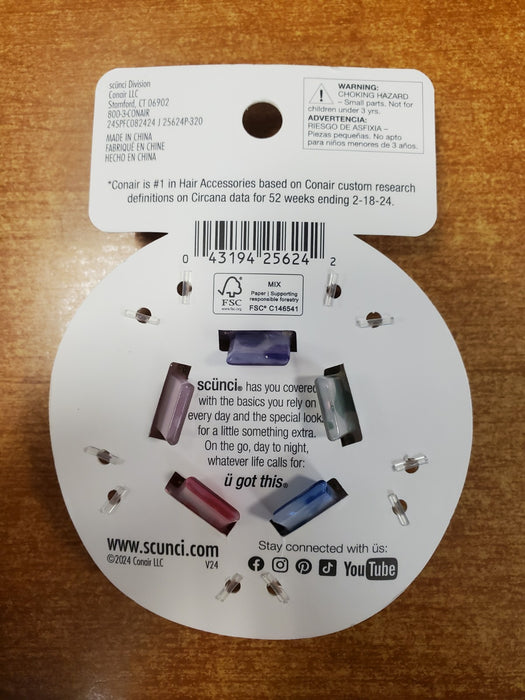 scünci Division
Conair LLC
Stamford, CT 06902
800-3-CONAIR
24SPFC082424 / 25624P-320
MADE IN CHINA
FABRIQUÉ EN CHINE
HECHO EN CHINA
WARNING:
CHOKING HAZARD
– Small parts. Not for
children under 3 yrs.
ADVERTENCIA:
RIESGO DE ASFIXIA –
Piezas pequeñas. No apto
para niños menores de 3 años.
*Conair is #1 in Hair Accessories based on Conair custom research
definitions on Circana data for 52 weeks ending 2-18-24.
0 43194 25624 2
FSC
www.fsc.org
MIX
Paper | Supporting
responsible forestry
FSC® C146541
scünci® has you covered
with the basics you rely on
every day and the special look
for a little something extra.
On the go, day to night,
whatever life calls for:
ü got this®
www.scunci.com
©2024 Conair LLC
V24
Stay connected with üs:
YouTube